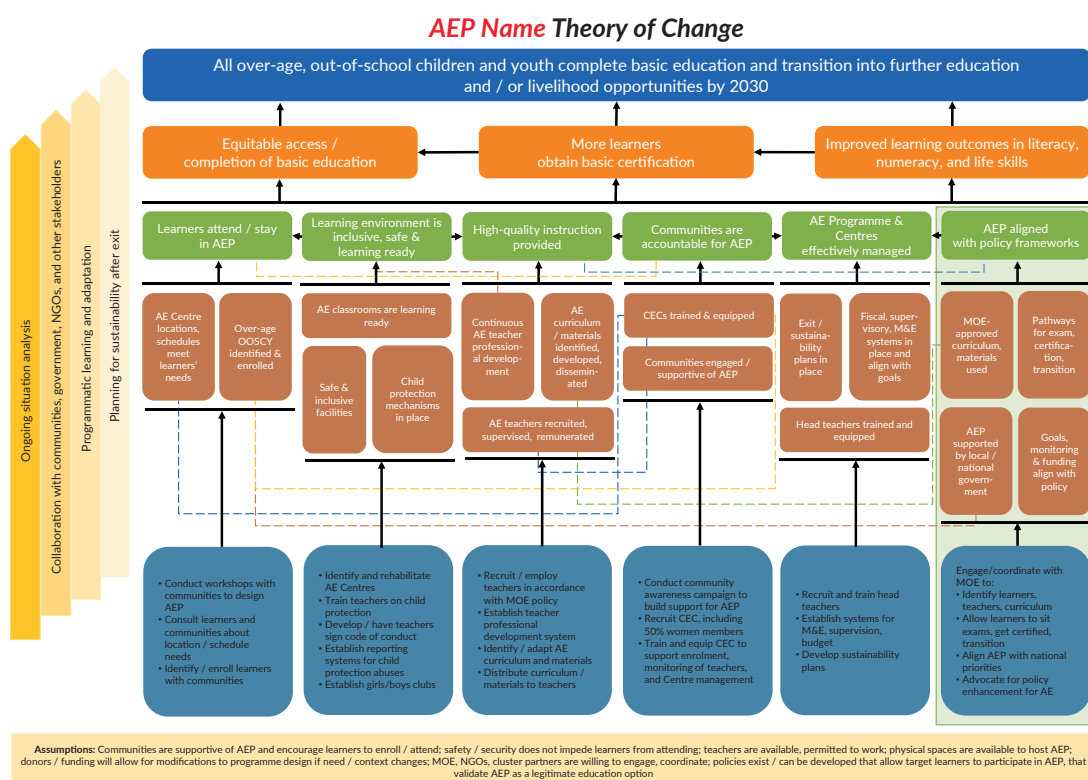 AEP Name Theory of Change
All over-age, out-of-school children and youth complete basic education and transition into further education
and / or livelihood opportunities by 2030
Equitable access /
completion of basic education
More learners
obtain basic certification
Improved learning outcomes in literacy,
numeracy, and life skills
Learners attend / stay
in AEP
Learning environment is
inclusive, safe &
learning ready
High-quality instruction
provided
Communities are
accountable for AEP
AE Programme &
Centres
effectively managed
AEP aligned
with policy frameworks
AE Centre
locations,
schedules
meet
learners'
needs
Over-age
OOSCY
identified &
enrolled
AE classrooms are learning
ready
Safe &
inclusive
facilities
Child
protection
mechanisms
in place
Continuous
AE teacher
profession-
al develop-
ment
AE
curriculum
/ materials
identified,
developed,
dissemin-
ated
AE teachers recruited,
supervised, remunerated
CECs trained & equipped
Communities engaged /
supportive of AEP
Exit /
sustaina-
bility
plans in
place
Fiscal, super-
visory, M&E
systems in
place and
align with
goals
Head teachers trained and
equipped
MOE-
approved
curriculum,
materials
used
Pathways
for exam,
certifica-
tion,
transition
AEP
supported
by local /
national
govern-
ment
Goals,
monitoring
& funding
align with
policy
• Conduct workshops with
communities to design
AEP
• Consult learners and
communities about
location / schedule
needs
• Identify / enroll learners
with communities
• Identify and rehabilitate
AE Centres
• Train teachers on child
protection
• Develop / have teachers
sign code of conduct
• Establish reporting
systems for child
protection abuses
• Establish girls/boys clubs
• Recruit / employ
teachers in accordance
with MOE policy
• Establish teacher
professional
development system
• Identify / adapt AE
curriculum and materials
• Distribute curriculum /
materials to teachers
• Conduct community
awareness campaign to
build support for AEP
• Recruit CEC, including
50% women members
• Train and equip CEC to
support enrolment,
monitoring of teachers,
and Centre management
• Recruit and train head
teachers
• Establish systems for
M&E, supervision,
budget
• Develop sustainability
plans
Engage/coordinate with
MOE to:
• Identify learners,
teachers, curriculum
• Allow learners to sit
exams, get certified,
transition
• Align AEP with national
priorities
• Advocate for policy
enhancement for AE
Ongoing situation analysis
Collaboration with communities, government, NGOs, and other stakeholders
Programmatic learning and adaptation
Planning for sustainability after exit
Assumptions: Communities are supportive of AEP and encourage learners to enroll / attend; safety / security does not impede learners from attending; teachers are available, permitted to work; physical spaces are available to host AEP;
donors / funding will allow for modifications to programme design if need / context changes; MOE, NGOs, cluster partners are willing to engage, coordinate; policies exist / can be developed that allow target learners to participate in AEP, that
validate AEP as a legitimate education option